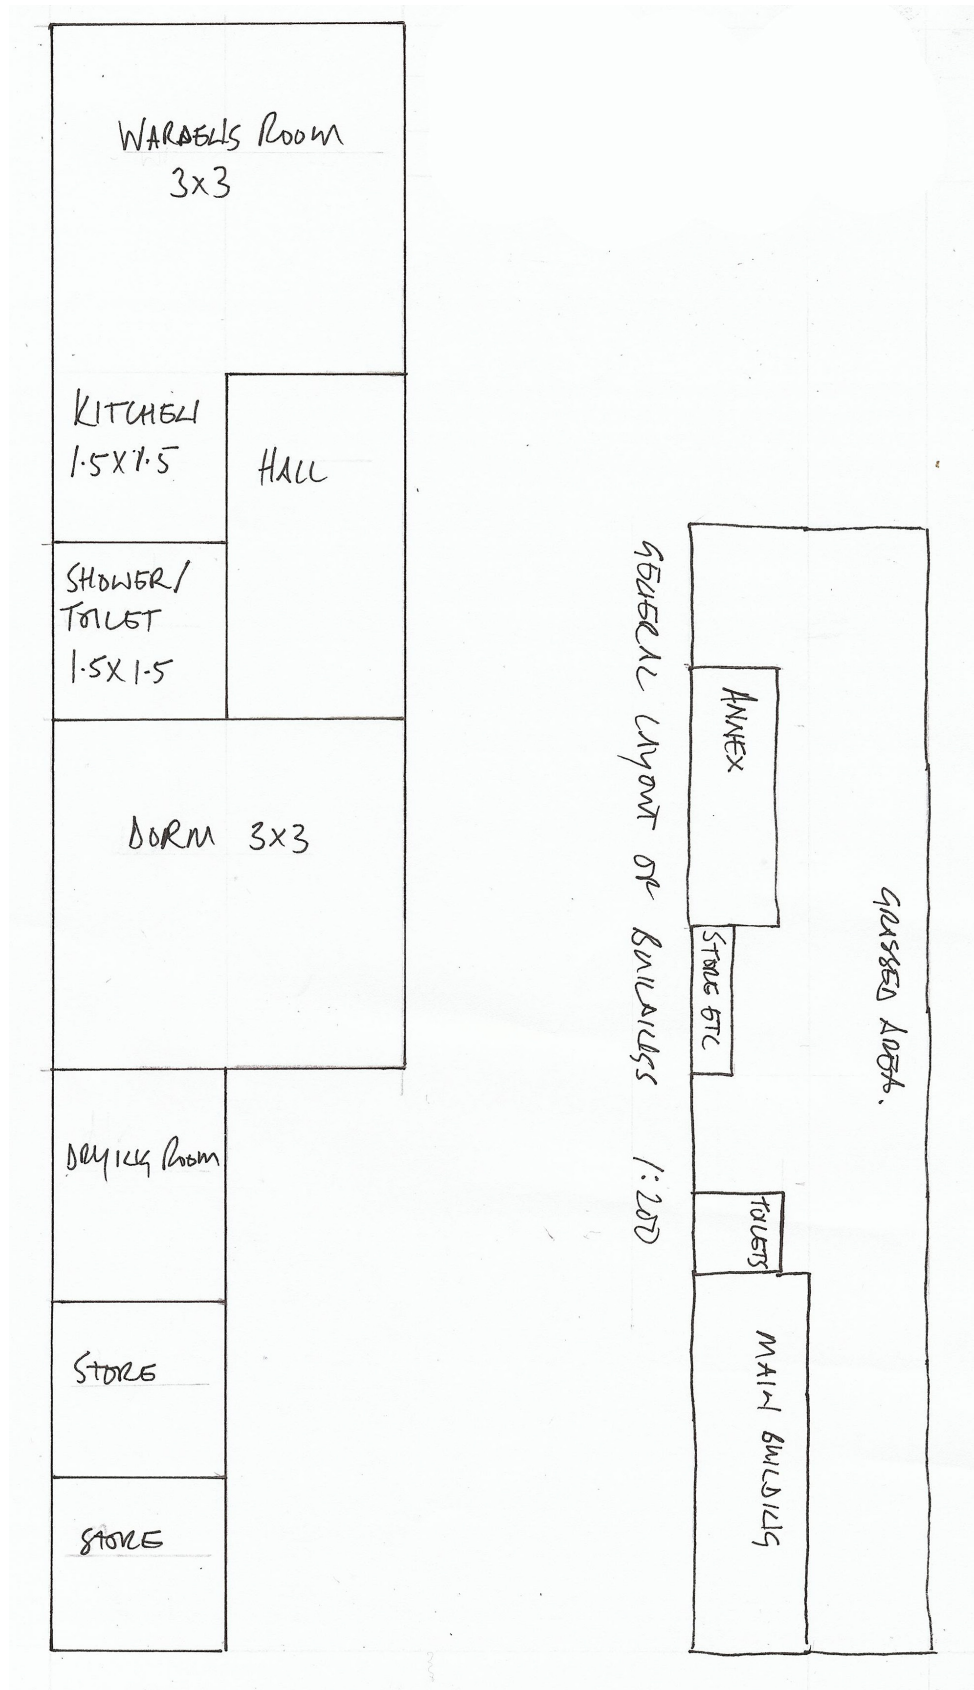 WARDEN'S ROOM
3X3
KITCHEN
1.5X1.5
HALL
SHOWER/
TOILET
1.5X1.5
DORM 3X3
DRYING ROOM
STORE
STORE
GENERAL LAYOUT OF BUILDINGS 1:200
ANNEX
STORE ETC
TOILETS
MAIN BUILDING
GRASSED AREA.